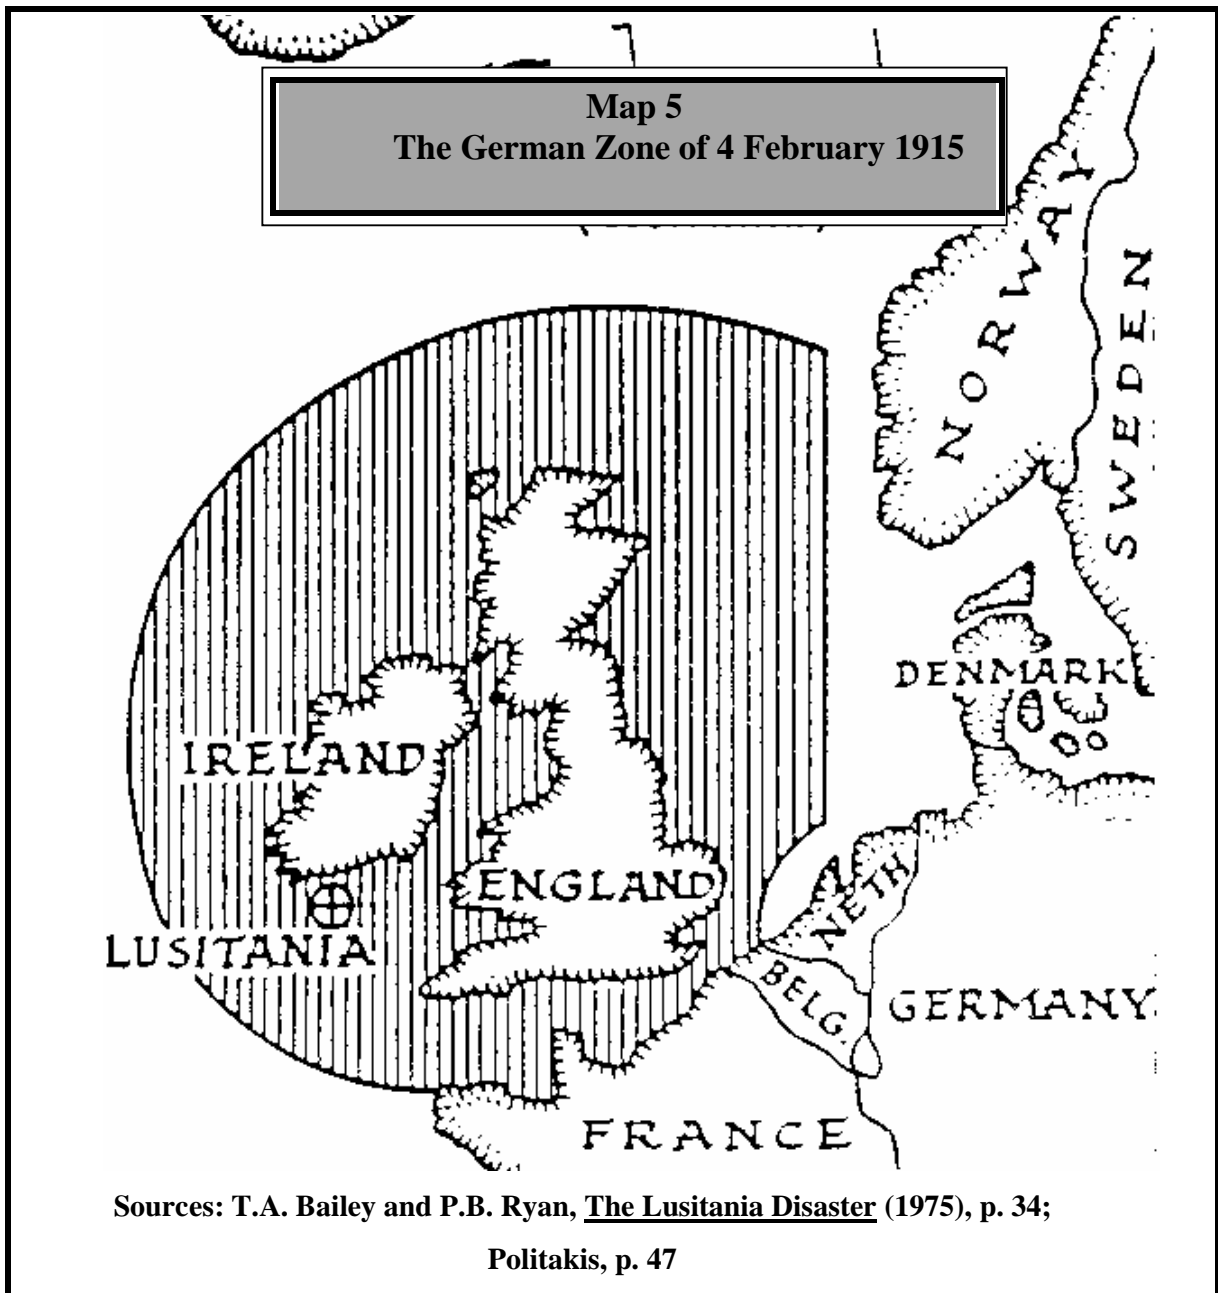 Map 5
The German Zone of 4 February 1915
NORWAY
SWEDEN
DENMARK
IRELAND
ENGLAND
NETH
LUSITANIA
BELG.
GERMANY
FRANCE
Sources: T.A. Bailey and P.B. Ryan, The Lusitania Disaster (1975), p. 34;
Politakis, p. 47